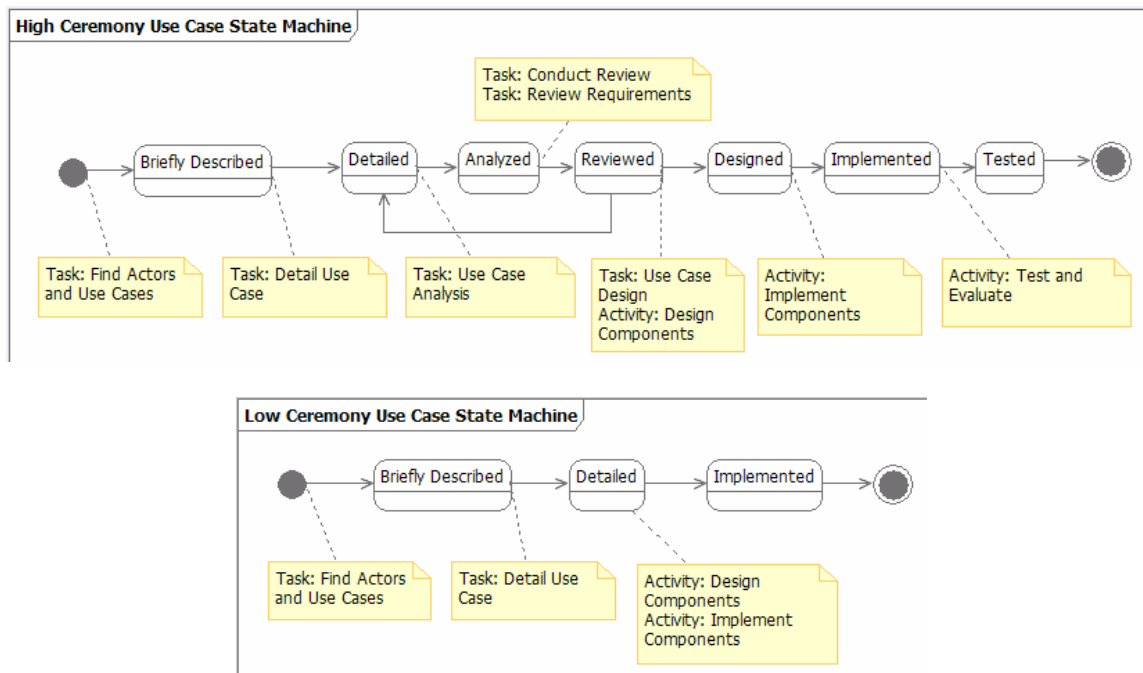 High Ceremony Use Case State Machine
Task: Conduct Review
Task: Review Requirements
Briefly Described
Detailed
Analyzed
Reviewed
Designed
Implemented
Tested
Task: Find Actors
and Use Cases
Task: Detail Use
Case
Task: Use Case
Analysis
Task: Use Case
Design
Activity: Design
Components
Activity:
Implement
Components
Activity: Test and
Evaluate
Low Ceremony Use Case State Machine
Briefly Described
Detailed
Implemented
Task: Find Actors
and Use Cases
Task: Detail Use
Case
Activity: Design
Components
Activity: Implement
Components